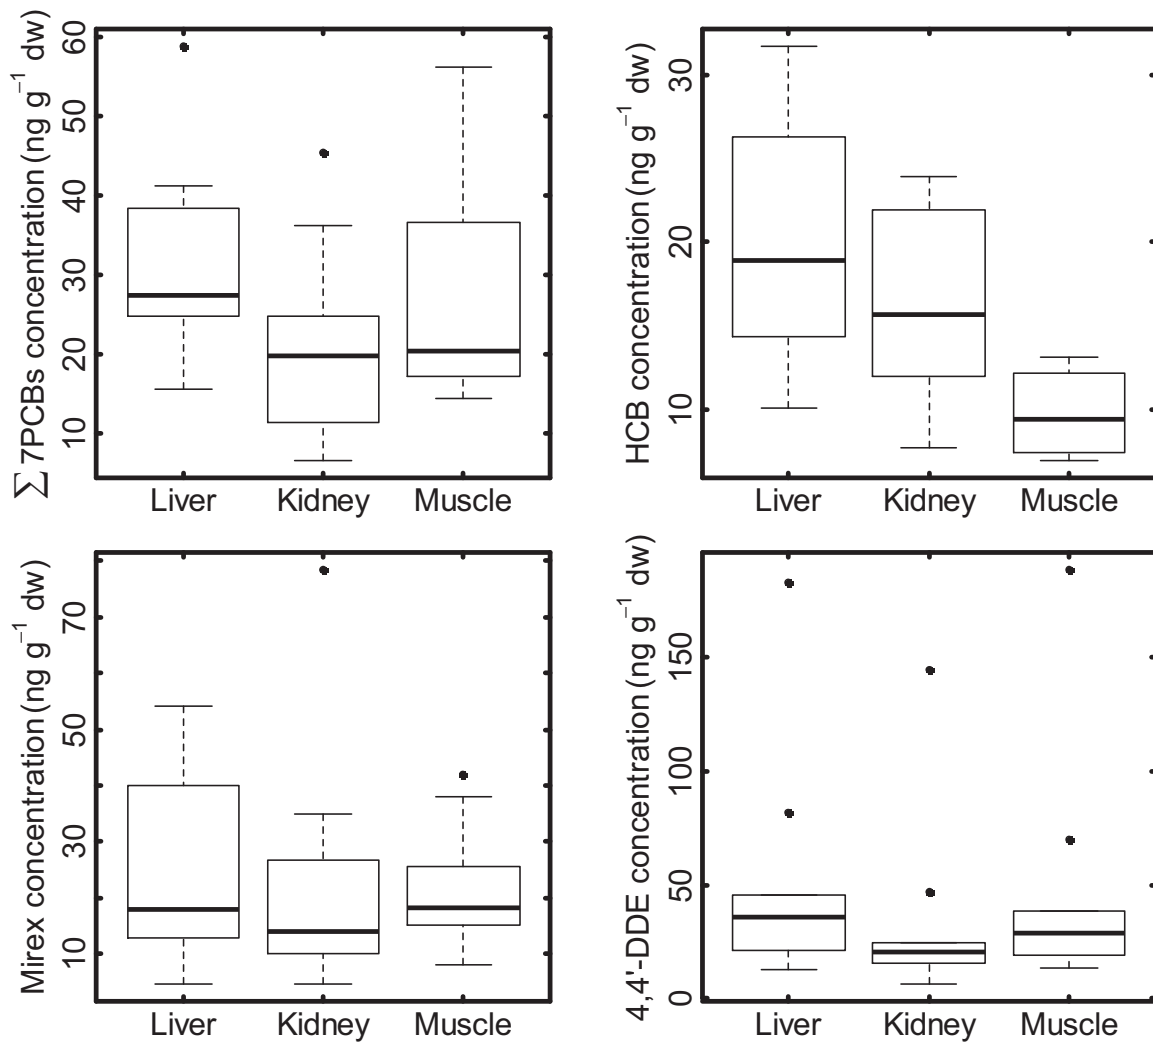 ∑ 7PCBs concentration (ng g⁻¹ dw)
60
50
40
30
20
10
Liver Kidney Muscle
HCB concentration (ng g⁻¹ dw)
30
20
10
Liver Kidney Muscle
Mirex concentration (ng g⁻¹ dw)
70
50
30
10
Liver Kidney Muscle
4,4'-DDE concentration (ng g⁻¹ dw)
150
100
50
0
Liver Kidney Muscle